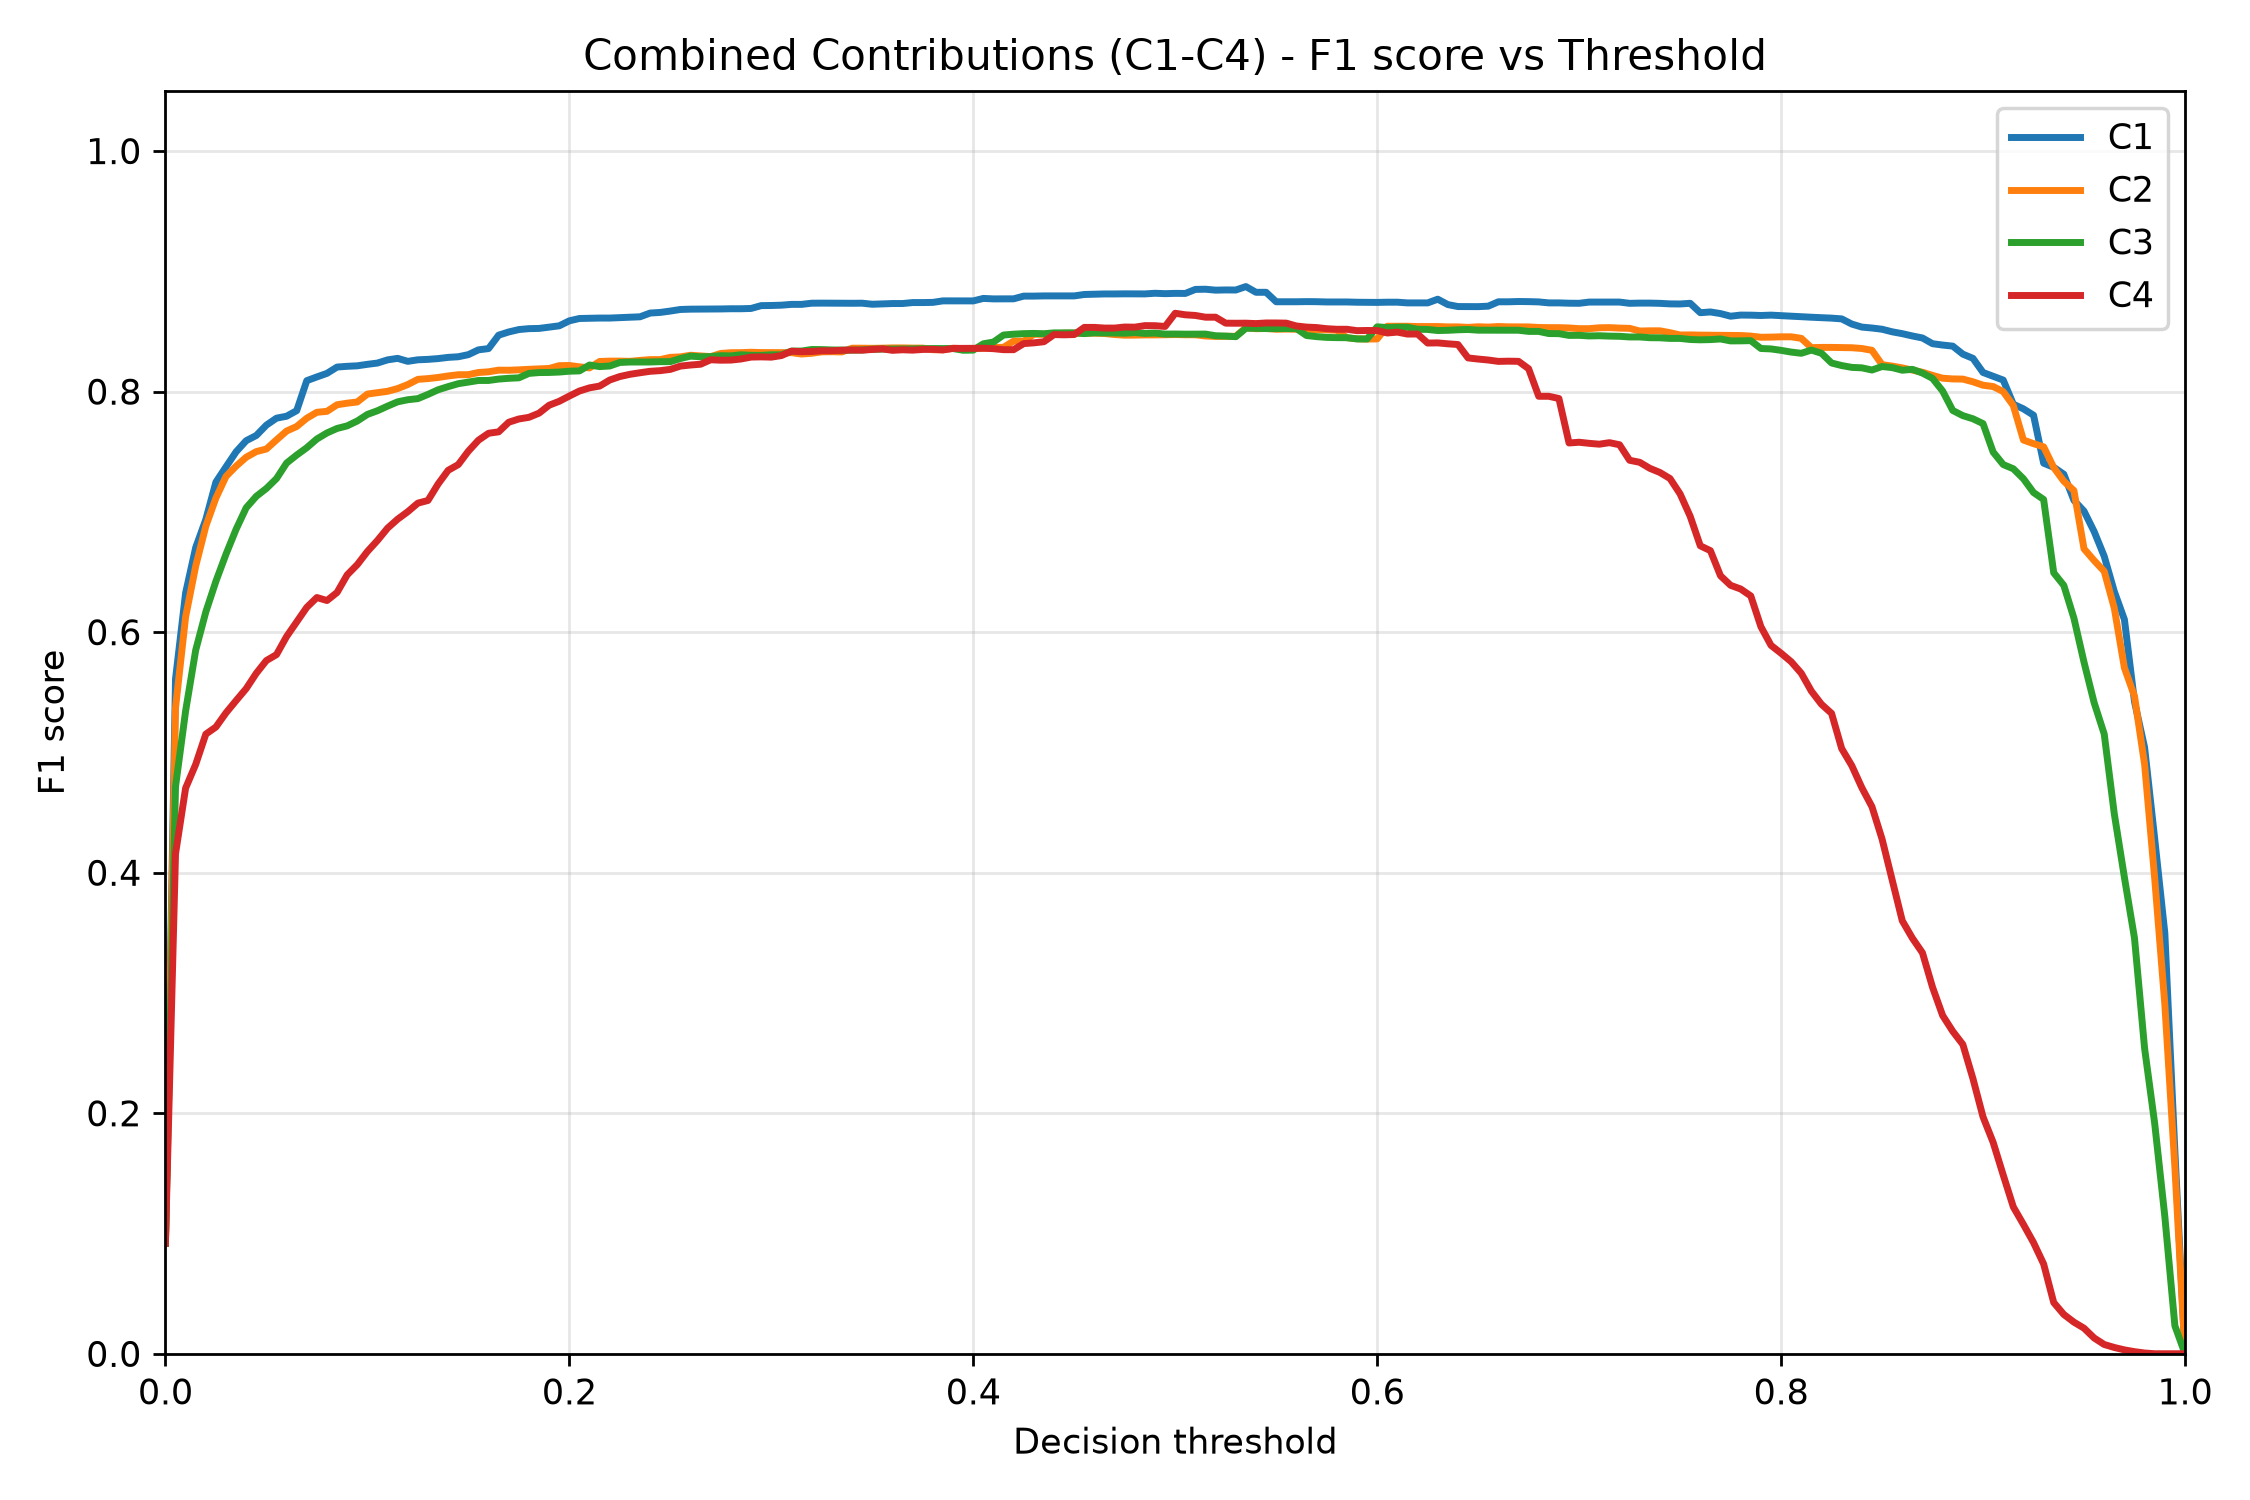 Combined Contributions (C1-C4) - F1 score vs Threshold
C1
C2
C3
C4
1.0
0.8
0.6
0.4
0.2
0.0
F1 score
0.0 0.2 0.4 0.6 0.8 1.0
Decision threshold